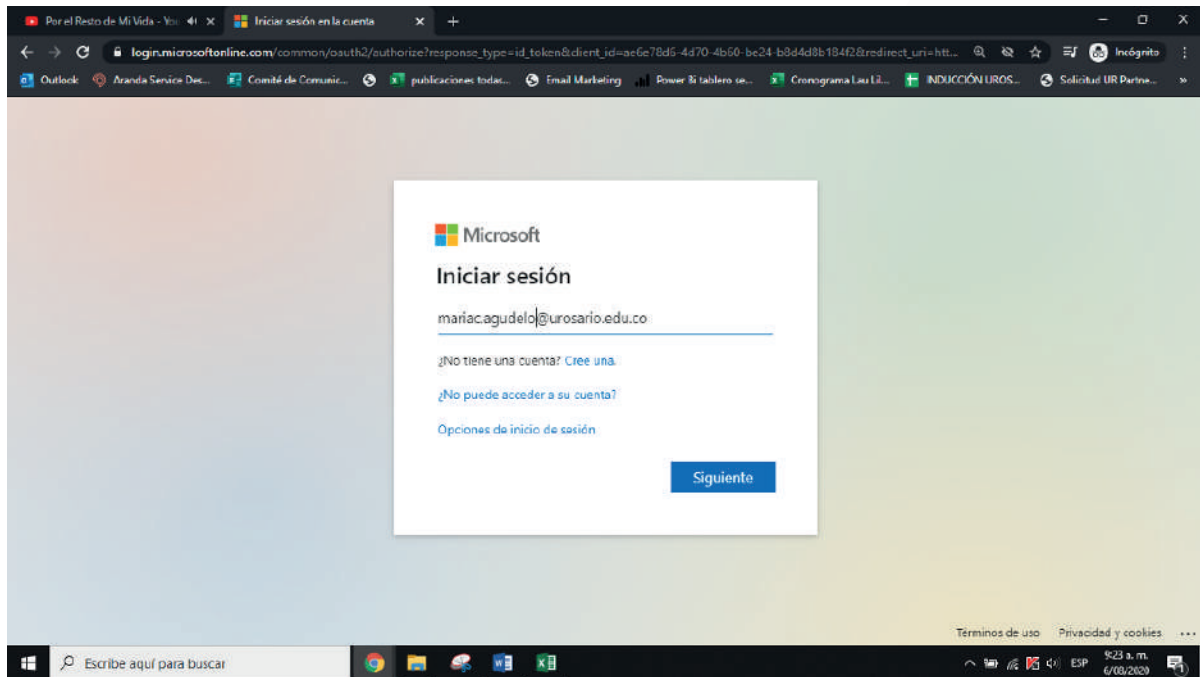 Por el Resto de Mi Vida - You
Iniciar sesión en la cuenta
login.microsoftonline.com/common/oauth2/authorize?response_type=id_token&client_id=ae6e78d6-4d70-4b60-be24-b8d4d8b184f2&redirect_uri=htt...
Incógnito
Outlook
Aranda Service Des...
Comité de Comunic...
publicaciones todas...
Email Marketing
Power Bi tablero se...
Cronograma Lau Lil...
INDUCCIÓN UROS...
Solicitud UR Partne...
Microsoft
Iniciar sesión
mariac.agudelo@urosario.edu.co
¿No tiene una cuenta? Cree una.
¿No puede acceder a su cuenta?
Opciones de inicio de sesión
Siguiente
Términos de uso Privacidad y cookies ...
Escribe aquí para buscar
ESP
9:23 a. m.
6/08/2020